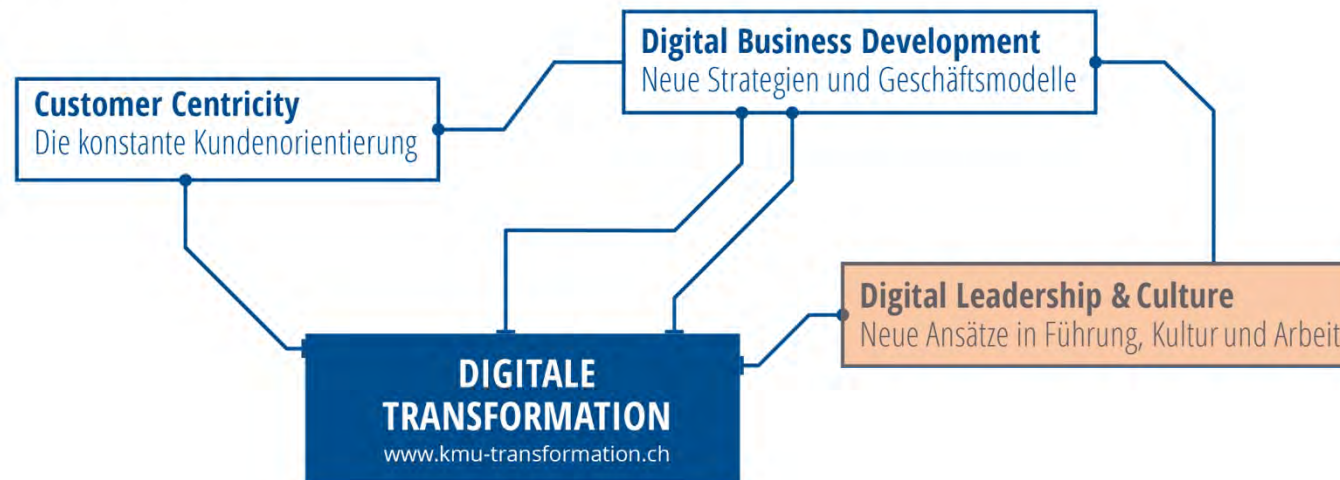 Digital Business Development
Neue Strategien und Geschäftsmodelle
Customer Centricity
Die konstante Kundenorientierung
Digital Leadership & Culture
Neue Ansätze in Führung, Kultur und Arbeit
DIGITALE
TRANSFORMATION
www.kmu-transformation.ch